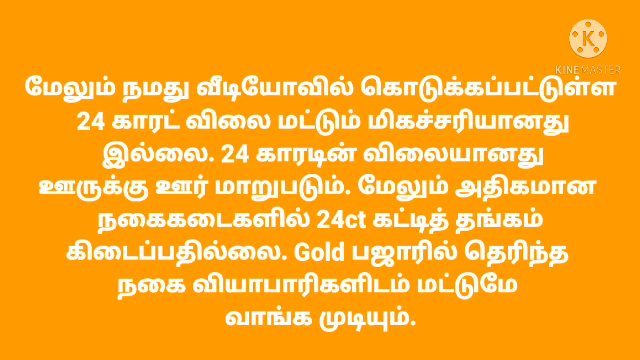 KINEMASTER
மேலும் நமது வீடியோவில் கொடுக்கப்பட்டுள்ள
24 காரட் விலை மட்டும் மிகச்சரியானது
இல்லை. 24 காரடின் விலையானது
ஊருக்கு ஊர் மாறுபடும். மேலும் அதிகமான
நகைகடைகளில் 24ct கட்டித் தங்கம்
கிடைப்பதில்லை. Gold பஜாரில் தெரிந்த
நகை வியாபாரிகளிடம் மட்டுமே
வாங்க முடியும்.